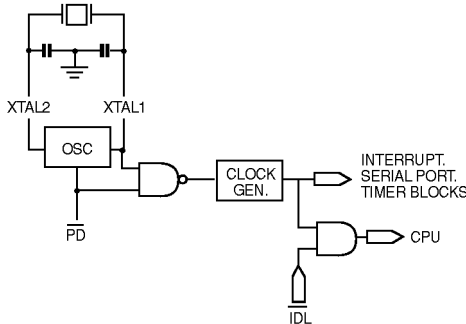 XTAL2
XTAL1
OSC
PD
CLOCK
GEN.
INTERRUPT.
SERIAL PORT.
TIMER BLOCKS
CPU
IDL